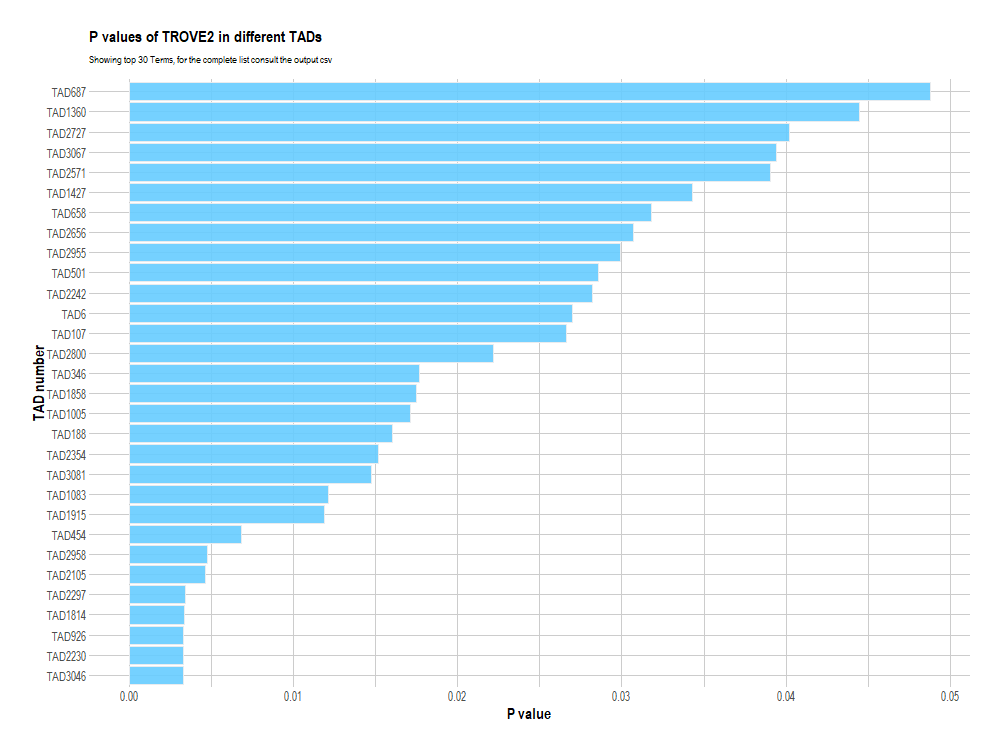 P values of TROVE2 in different TADs
Showing top 30 Terms, for the complete list consult the output csv
TAD number
TAD687
TAD1360
TAD2727
TAD3067
TAD2571
TAD1427
TAD658
TAD2656
TAD2955
TAD501
TAD2242
TAD6
TAD107
TAD2800
TAD346
TAD1858
TAD1005
TAD188
TAD2354
TAD3081
TAD1083
TAD1915
TAD454
TAD2958
TAD2105
TAD2297
TAD1814
TAD926
TAD2230
TAD3046
0.00 0.01 0.02 0.03 0.04 0.05
P value